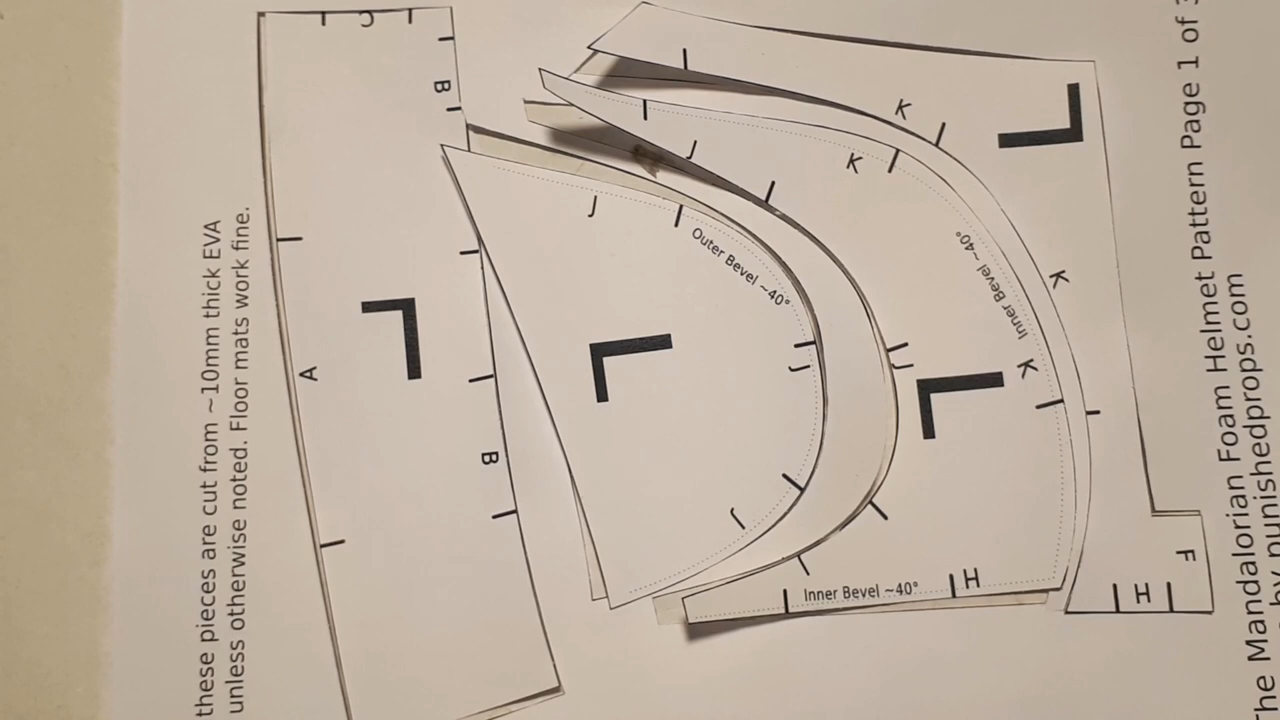 these pieces are cut from ~10mm thick EVA
unless otherwise noted. Floor mats work fine.
C
B
A
L
B
J
Outer Bevel ~40°
L
J
J
J
K
Inner Bevel ~40°
K
J
L
Inner Bevel ~40°
H
K
K
L
H
F
The Mandalorian Foam Helmet Pattern Page 1 of
by punishedprops.com